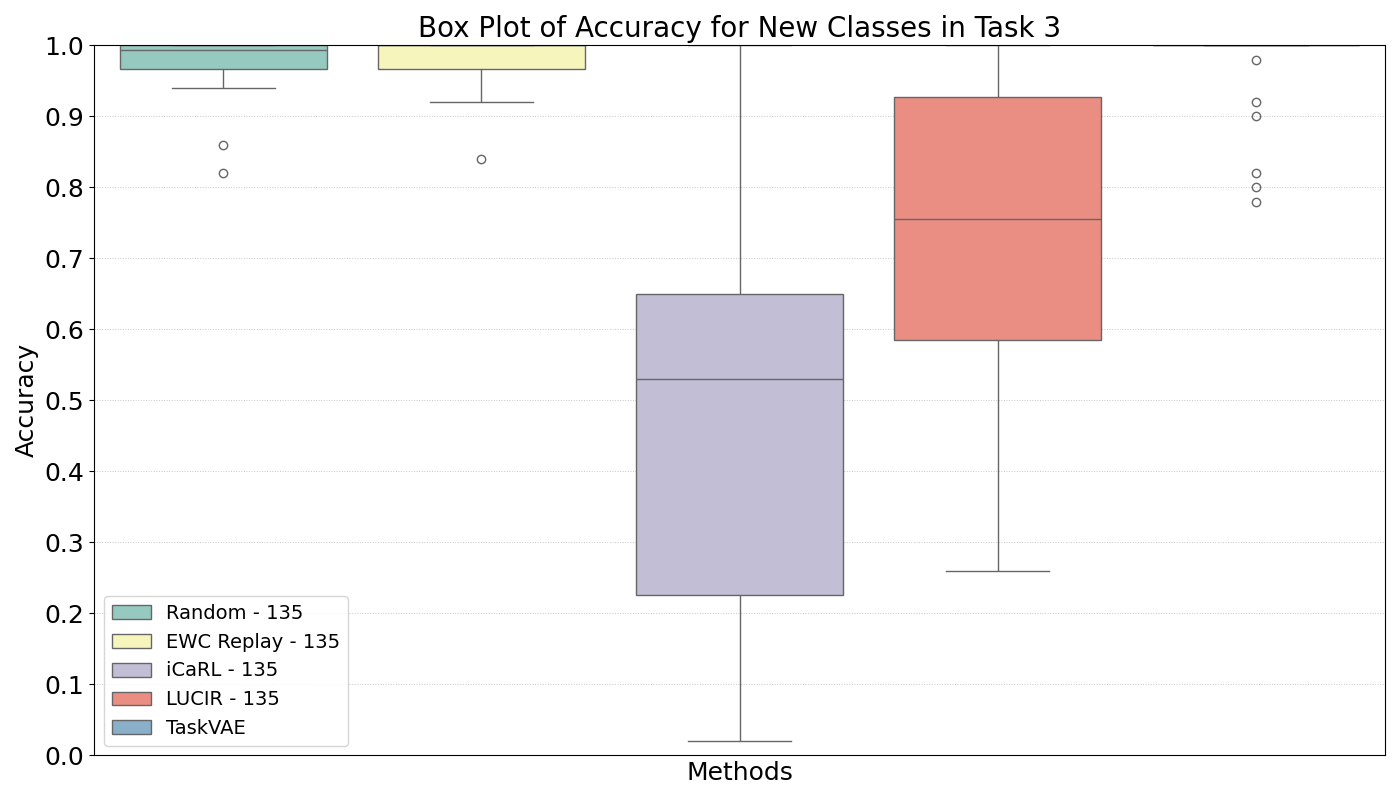 Box Plot of Accuracy for New Classes in Task 3
1.0
0.9
0.8
0.7
0.6
0.5
0.4
0.3
0.2
0.1
0.0
Accuracy
Random - 135
EWC Replay - 135
iCaRL - 135
LUCIR - 135
TaskVAE
Methods